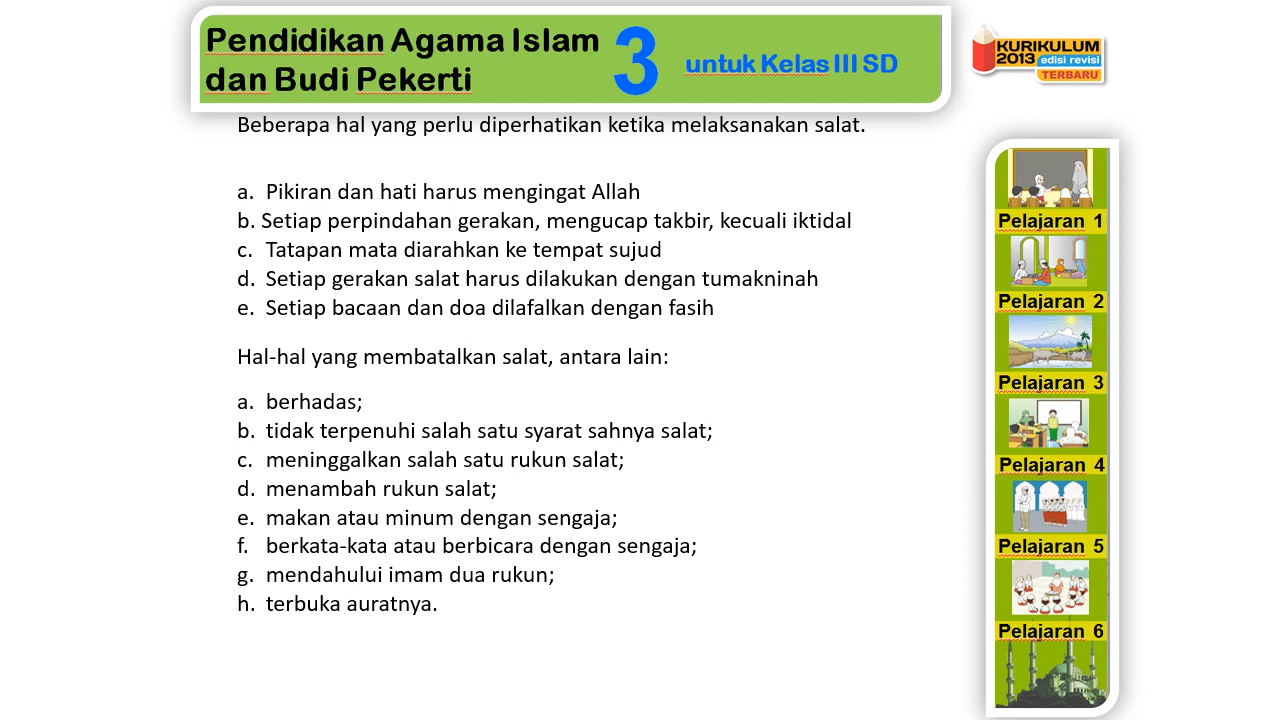 Pendidikan Agama Islam
dan Budi Pekerti
3
untuk Kelas III SD
KURIKULUM
2013 edisi revisi
TERBARU
Beberapa hal yang perlu diperhatikan ketika melaksanakan salat.
a. Pikiran dan hati harus mengingat Allah
b. Setiap perpindahan gerakan, mengucap takbir, kecuali iktidal
c. Tatapan mata diarahkan ke tempat sujud
d. Setiap gerakan salat harus dilakukan dengan tumakninah
e. Setiap bacaan dan doa dilafalkan dengan fasih
Hal-hal yang membatalkan salat, antara lain:
a. berhadas;
b. tidak terpenuhi salah satu syarat sahnya salat;
c. meninggalkan salah satu rukun salat;
d. menambah rukun salat;
e. makan atau minum dengan sengaja;
f. berkata-kata atau berbicara dengan sengaja;
g. mendahului imam dua rukun;
h. terbuka auratnya.
Pelajaran 1
Pelajaran 2
Pelajaran 3
Pelajaran 4
Pelajaran 5
Pelajaran 6